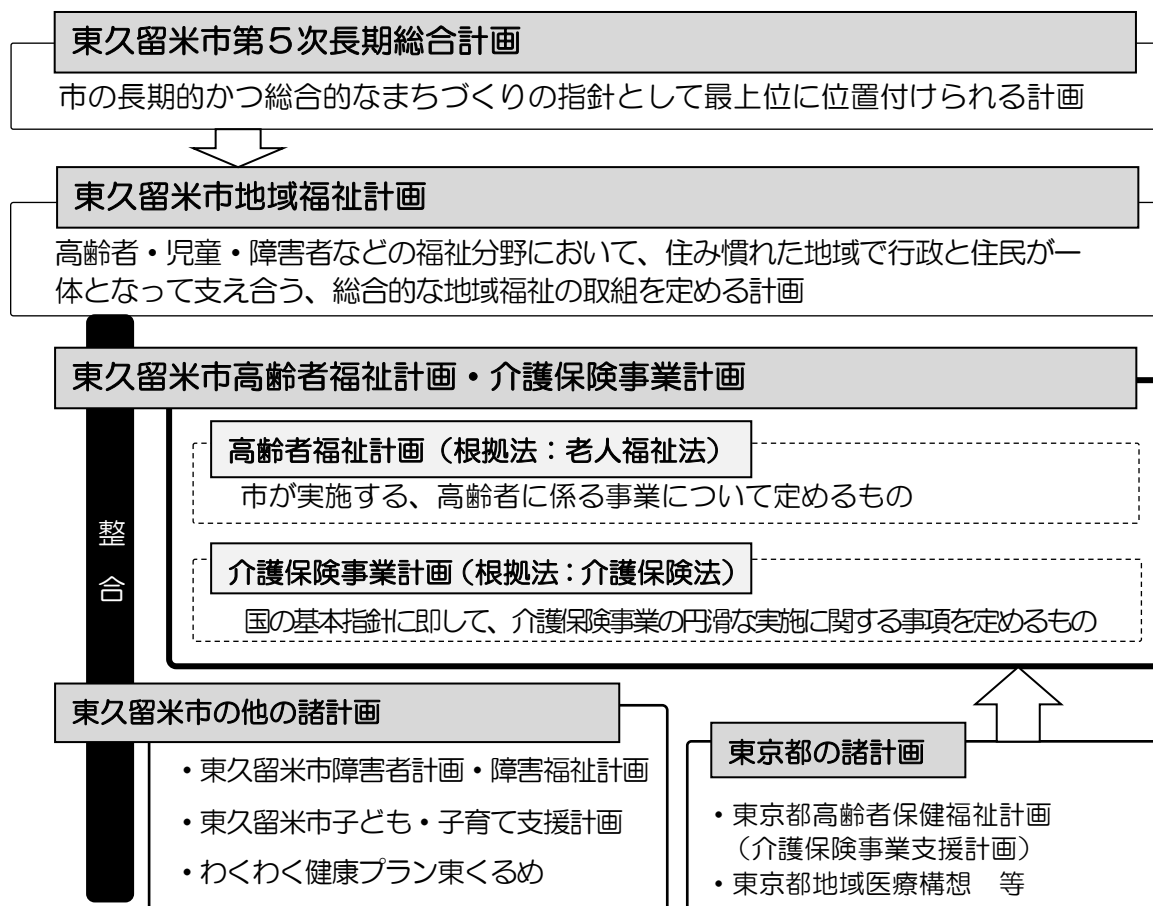 東久留米市第５次長期総合計画
市の長期的かつ総合的なまちづくりの指針として最上位に位置付けられる計画
東久留米市地域福祉計画
高齢者・児童・障害者などの福祉分野において、住み慣れた地域で行政と住民が一
体となって支え合う、総合的な地域福祉の取組を定める計画
整合
東久留米市高齢者福祉計画・介護保険事業計画
高齢者福祉計画（根拠法：老人福祉法）
市が実施する、高齢者に係る事業について定めるもの
介護保険事業計画（根拠法：介護保険法）
国の基本指針に即して、介護保険事業の円滑な実施に関する事項を定めるもの
東久留米市の他の諸計画
・東久留米市障害者計画・障害福祉計画
・東久留米市子ども・子育て支援計画
・わくわく健康プラン東くるめ
東京都の諸計画
・東京都高齢者保健福祉計画
（介護保険事業支援計画）
・東京都地域医療構想　等